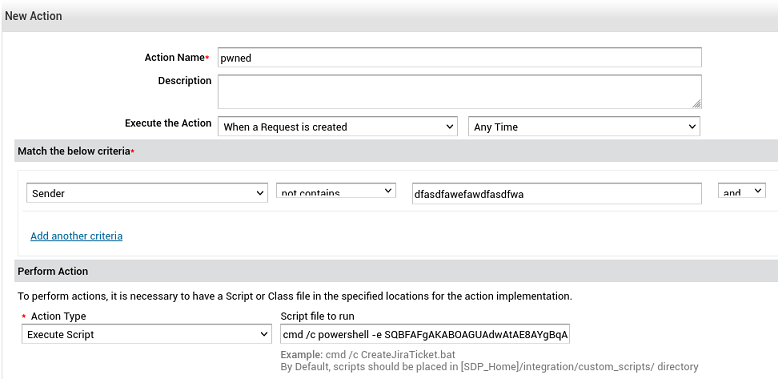 New Action
Action Name* pwned
Description
Execute the Action When a Request is created Any Time
Match the below criteria*
Sender not contains dfasdfawefawdfasdfwa and
Add another criteria
Perform Action
To perform actions, it is necessary to have a Script or Class file in the specified locations for the action implementation.
* Action Type Script file to run
Execute Script cmd /c powershell -e SQBFAFgAKABOAGUAdwAtAE8AYgBqA
Example: cmd /c CreateJiraTicket.bat
By Default, scripts should be placed in [SDP_Home]/integration/custom_scripts/ directory